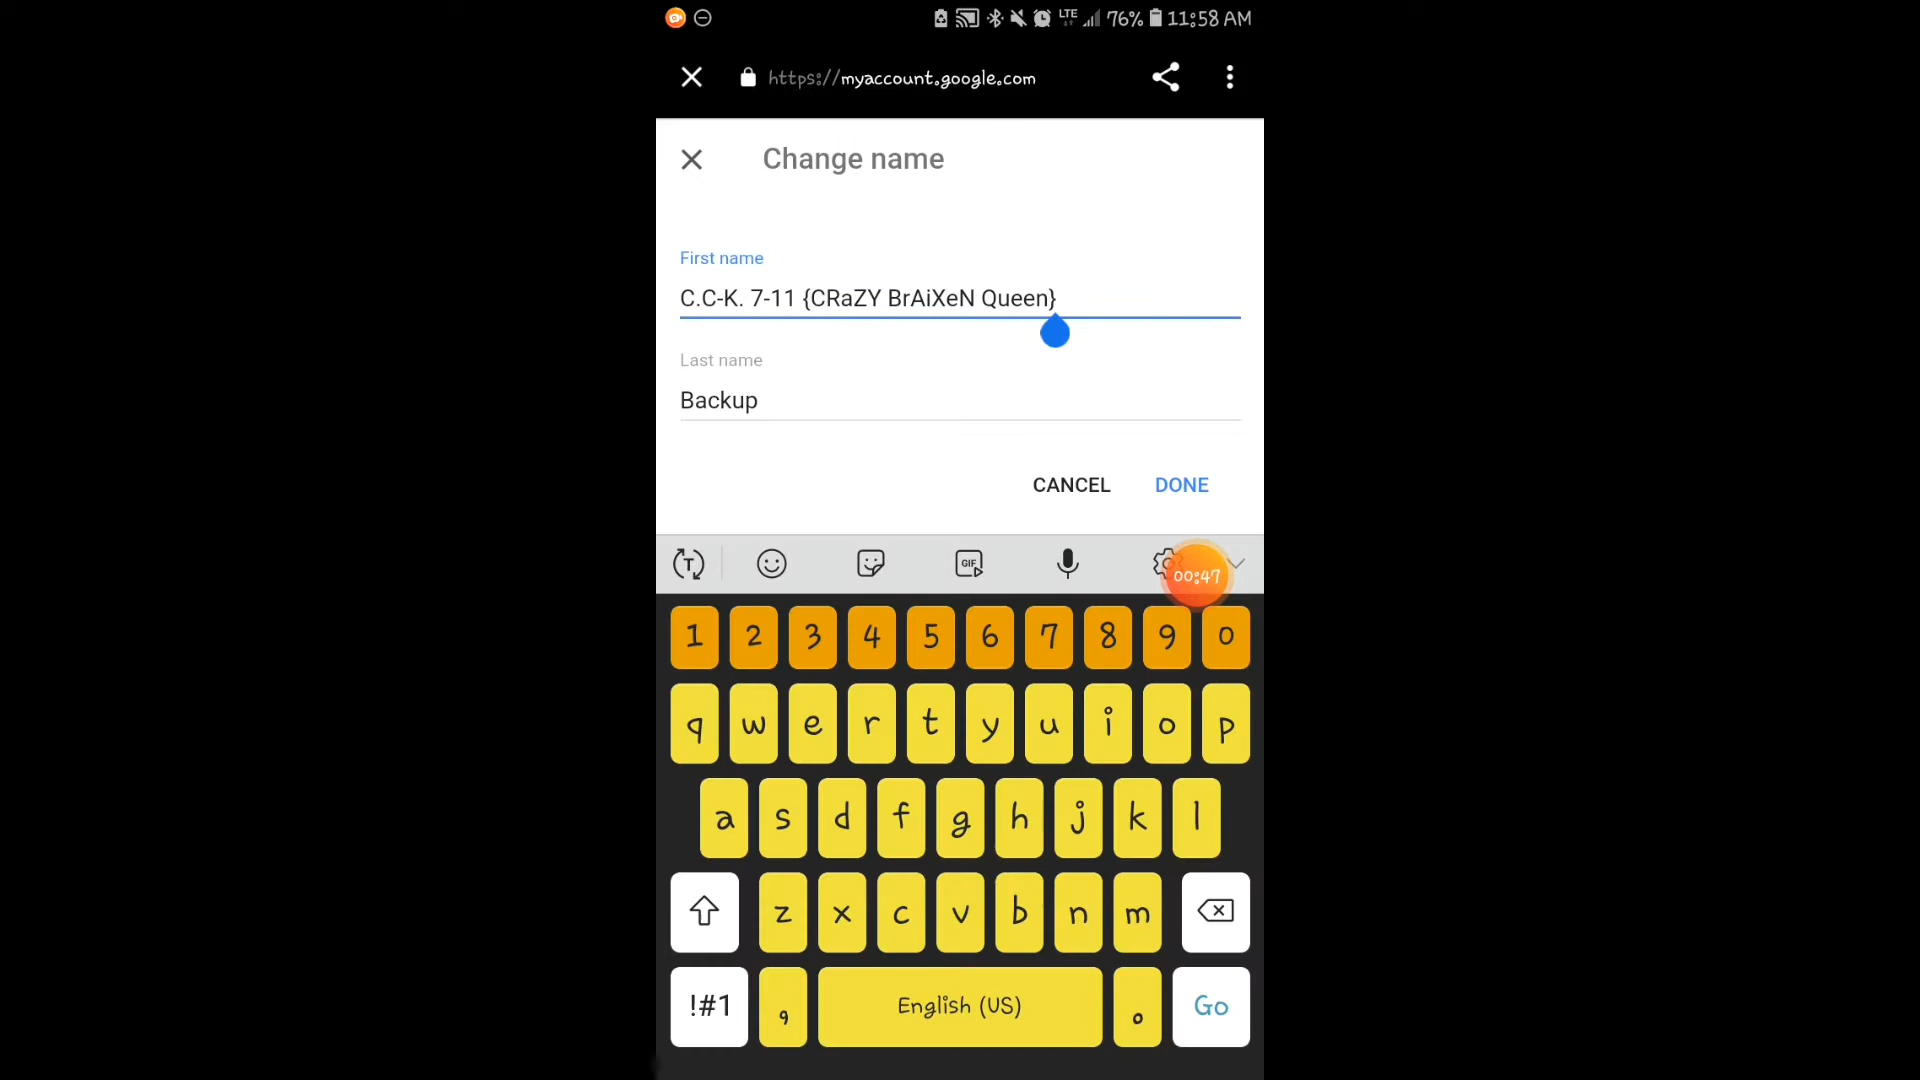 LTE 76% 11:58 AM
https://myaccount.google.com
Change name
First name
C.C-K. 7-11 {CRaZY BrAiXeN Queen}
Last name
Backup
CANCEL DONE
T GIF 00:47
1 2 3 4 5 6 7 8 9 0
q w e r t y u i o p
a s d f g h j k l
z x c v b n m
!#1 , English (US) . Go